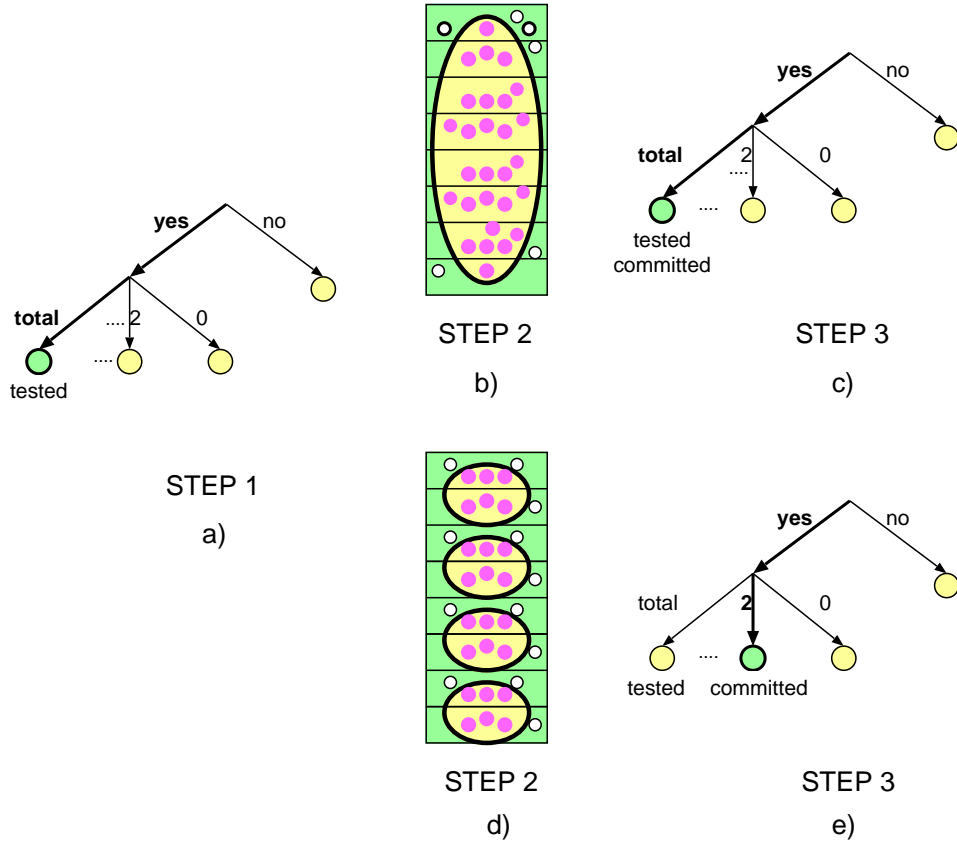 yes
no
total
.... 2
0
....
tested
STEP 1
a)
STEP 2
b)
yes
no
total
2
....
0
....
tested
committed
STEP 3
c)
STEP 2
d)
yes
no
total
2
0
....
tested
committed
STEP 3
e)